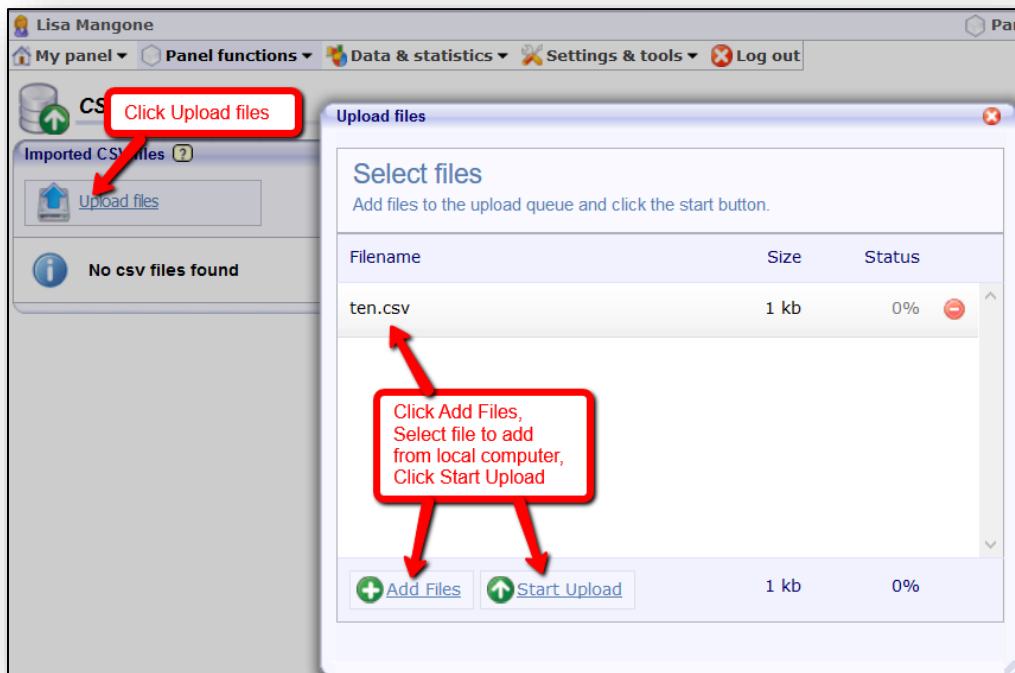 Lisa Mangone
Pan
My panel Panel functions Data & statistics Settings & tools Log out
CS
Click Upload files
Imported CSV files ?
Upload files
No csv files found
Upload files
Select files
Add files to the upload queue and click the start button.
Filename Size Status
ten.csv 1 kb 0%
Click Add Files,
Select file to add
from local computer,
Click Start Upload
Add Files Start Upload 1 kb 0%